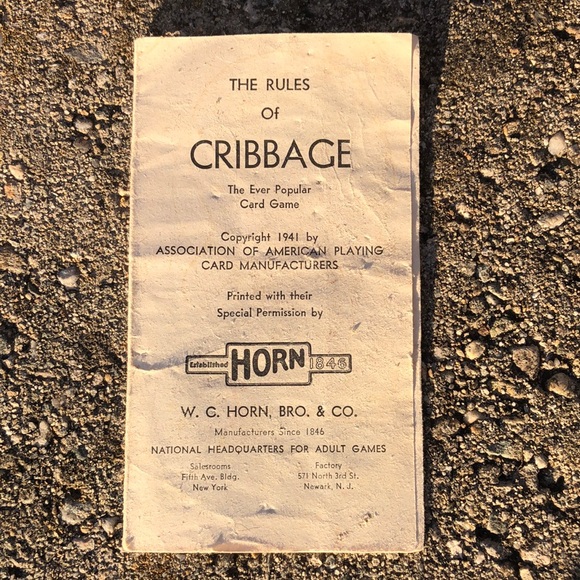 THE RULES
Of
CRIBBAGE
The Ever Popular
Card Game
Copyright 1941 by
ASSOCIATION OF AMERICAN PLAYING
CARD MANUFACTURERS
Printed with their
Special Permission by
Established HORN 1846
W. C. HORN, BRO. & CO.
Manufacturers Since 1846
NATIONAL HEADQUARTERS FOR ADULT GAMES
Salesrooms
Fifth Ave. Bldg.
New York
Factory
571 North 3rd St.
Newark, N. J.